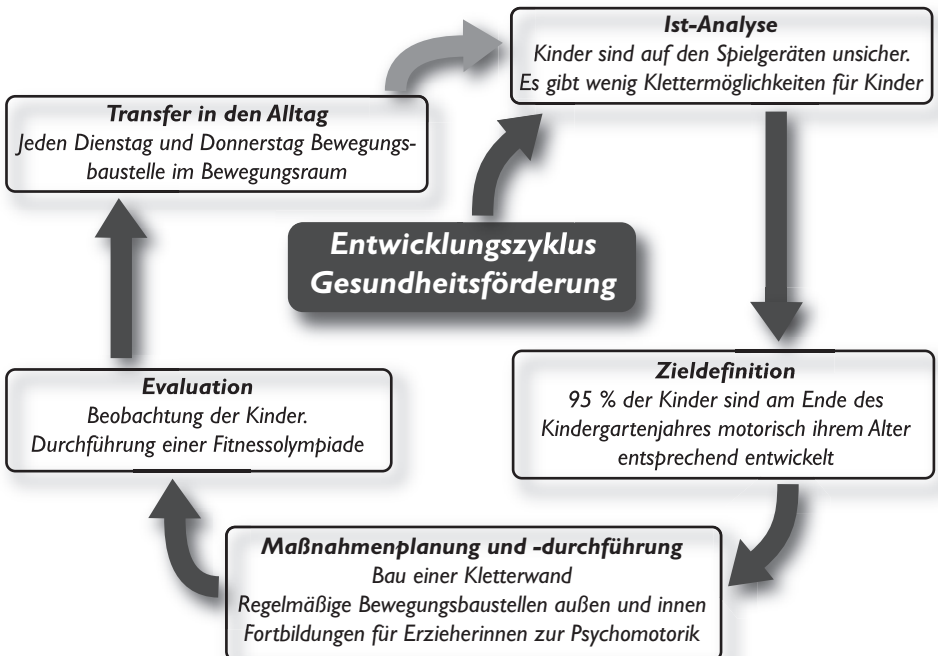 Ist-Analyse
Kinder sind auf den Spielgeräten unsicher.
Es gibt wenig Klettermöglichkeiten für Kinder
Transfer in den Alltag
Jeden Dienstag und Donnerstag Bewegungs-
baustelle im Bewegungsraum
Entwicklungszyklus
Gesundheitsförderung
Zieldefinition
95 % der Kinder sind am Ende des
Kindergartenjahres motorisch ihrem Alter
entsprechend entwickelt
Evaluation
Beobachtung der Kinder.
Durchführung einer Fitnessolympiade
Maßnahmenplanung und -durchführung
Bau einer Kletterwand
Regelmäßige Bewegungsbaustellen außen und innen
Fortbildungen für Erzieherinnen zur Psychomotorik